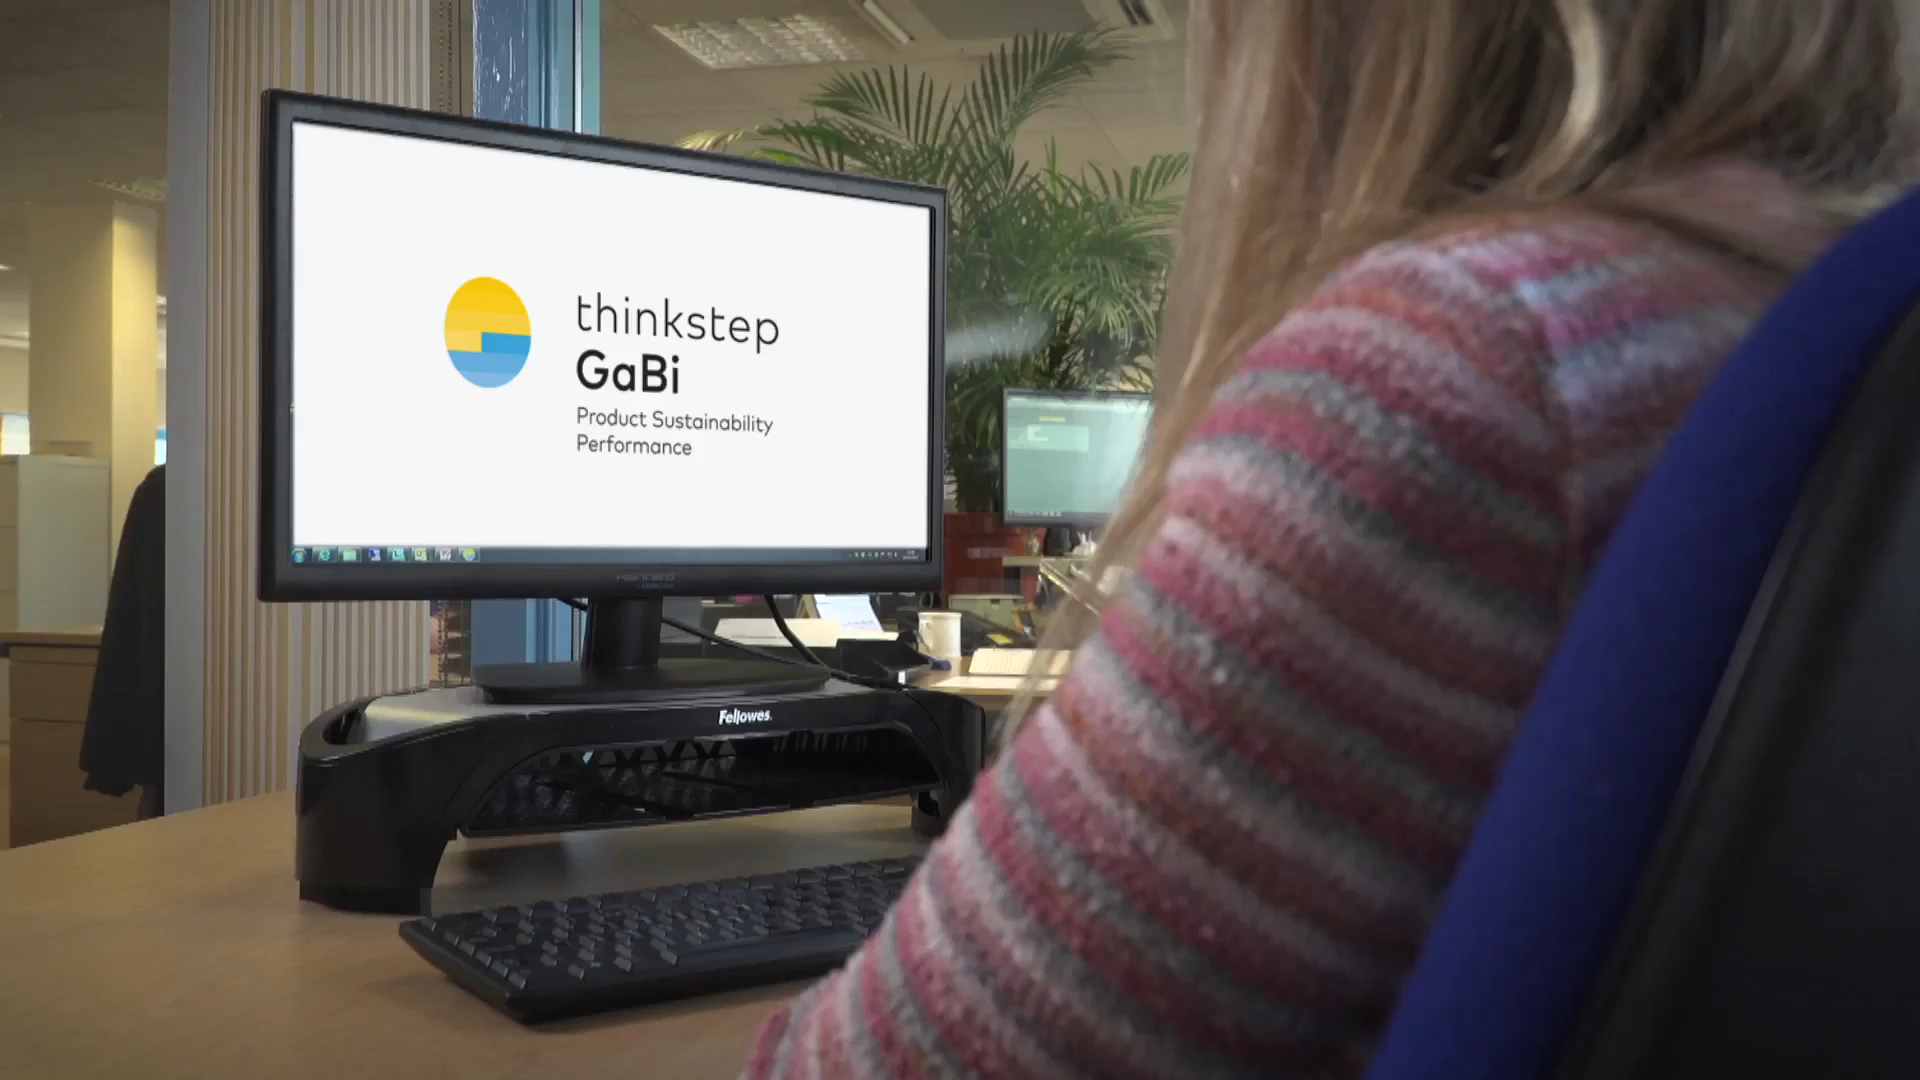 thinkstep
GaBi
Product Sustainability
Performance
Fellowes